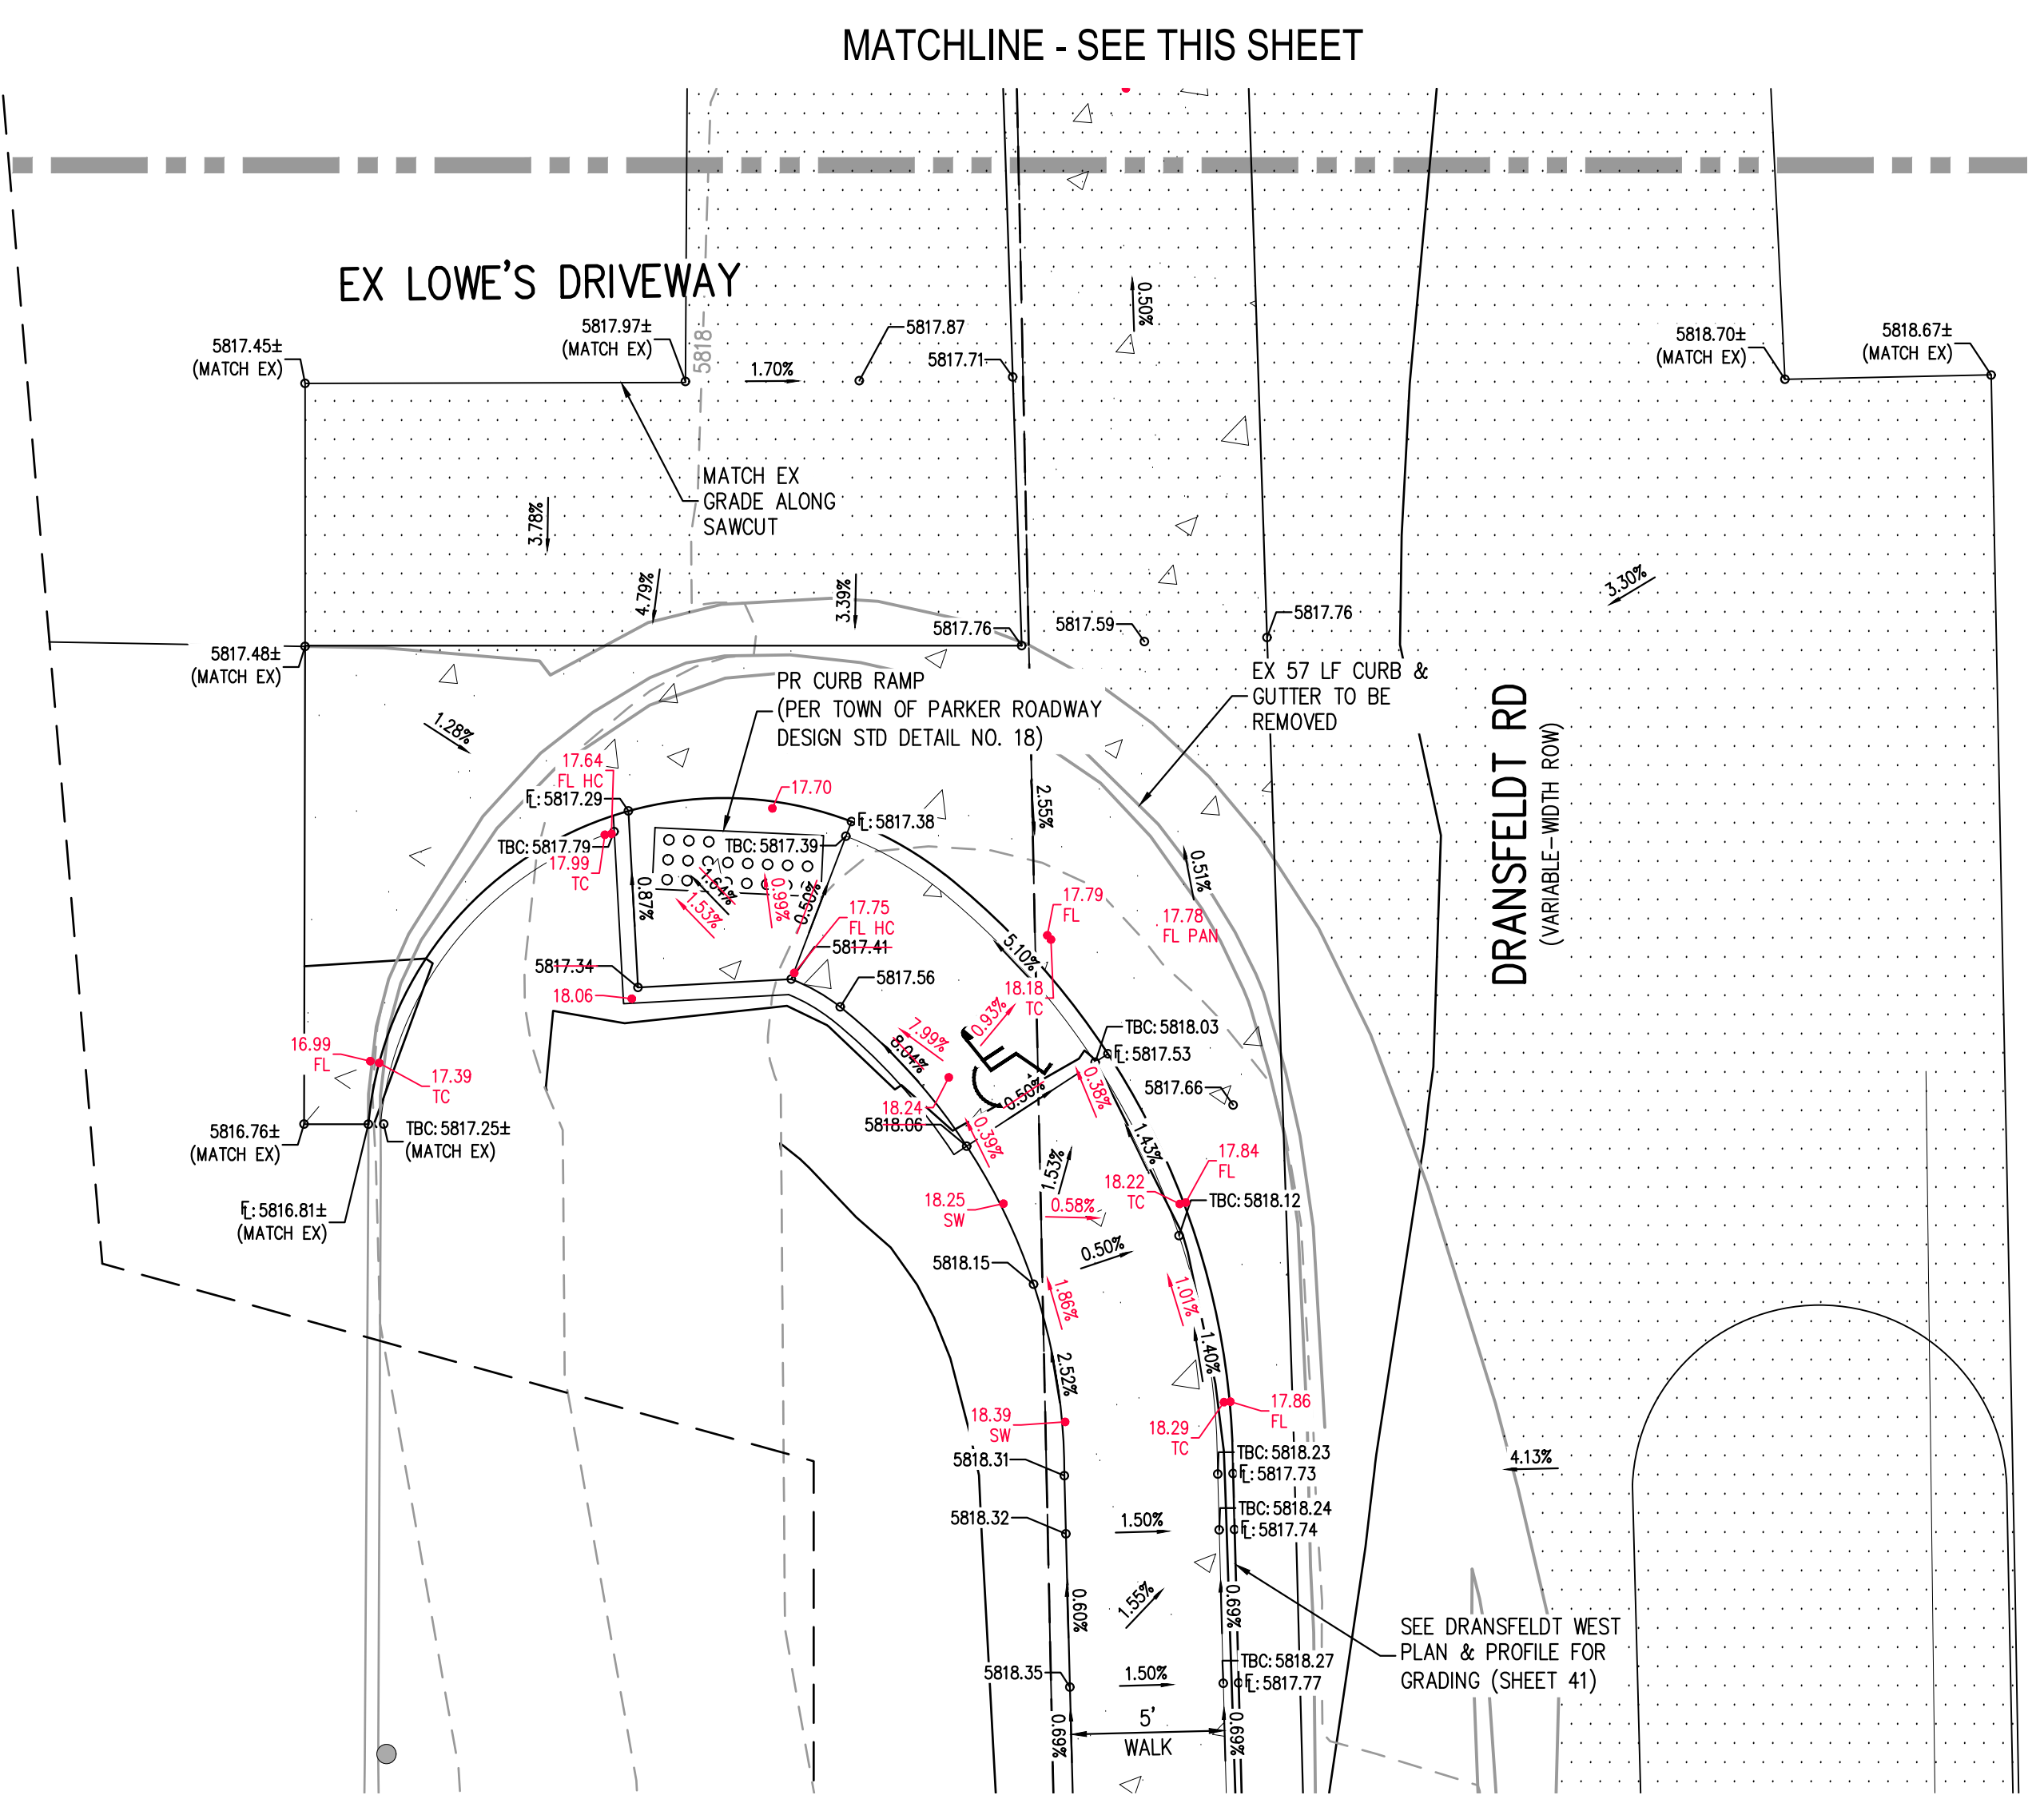 MATCHLINE - SEE THIS SHEET
EX LOWE'S DRIVEWAY
5817.45±
(MATCH EX)
5817.97±
(MATCH EX)
5818
1.70%
5817.87
5817.71
0.50%
5818.70±
(MATCH EX)
5818.67±
(MATCH EX)
MATCH EX
GRADE ALONG
SAWCUT
3.78%
4.79%
3.39%
3.30%
5817.48±
(MATCH EX)
5817.76
5817.59
5817.76
EX 57 LF CURB &
GUTTER TO BE
REMOVED
PR CURB RAMP
(PER TOWN OF PARKER ROADWAY
DESIGN STD DETAIL NO. 18)
DRANSFELDT RD
(VARIABLE-WIDTH ROW)
1.28%
17.64
FL HC
FL: 5817.29
17.70
FL: 5817.38
2.55%
TBC: 5817.79
TBC: 5817.39
17.99
TC
0.87%
1.64%
1.53%
0.99%
0.50%
0.51%
17.79
FL
17.78
FL PAN
17.75
FL HC
5817.41
5.10%
5817.34
5817.56
18.06
18.18
TC
0.93%
7.99%
8.04%
TBC: 5818.03
FL: 5817.53
16.99
FL
17.39
TC
0.50%
0.38%
5817.66
18.24
5818.06
0.39%
5816.76±
(MATCH EX)
TBC: 5817.25±
(MATCH EX)
1.43%
1.53%
17.84
FL
18.22
TC
TBC: 5818.12
18.25
SW
0.58%
FL: 5816.81±
(MATCH EX)
0.50%
5818.15
1.86%
1.01%
2.52%
1.40%
17.86
FL
18.39
SW
18.29
TC
5818.31
TBC: 5818.23
FL: 5817.73
4.13%
5818.32
1.50%
TBC: 5818.24
FL: 5817.74
0.60%
1.55%
0.69%
SEE DRANSFELDT WEST
PLAN & PROFILE FOR
GRADING (SHEET 41)
5818.35
1.50%
TBC: 5818.27
FL: 5817.77
5'
WALK
0.69%
0.69%